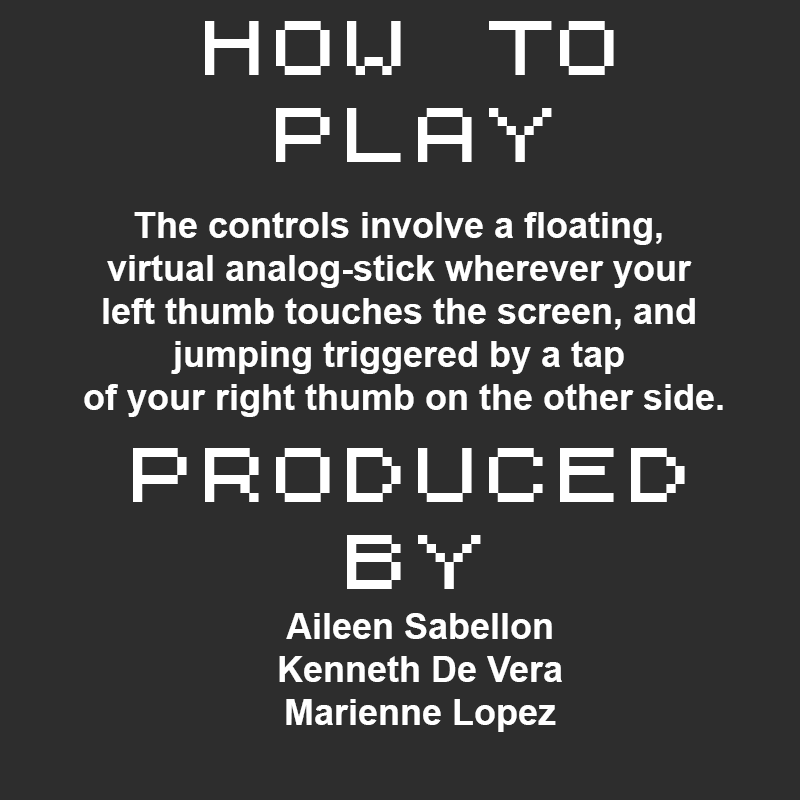 HOW TO
PLAY
The controls involve a floating,
virtual analog-stick wherever your
left thumb touches the screen, and
jumping triggered by a tap
of your right thumb on the other side.
PRODUCED
BY
Aileen Sabellon
Kenneth De Vera
Marienne Lopez